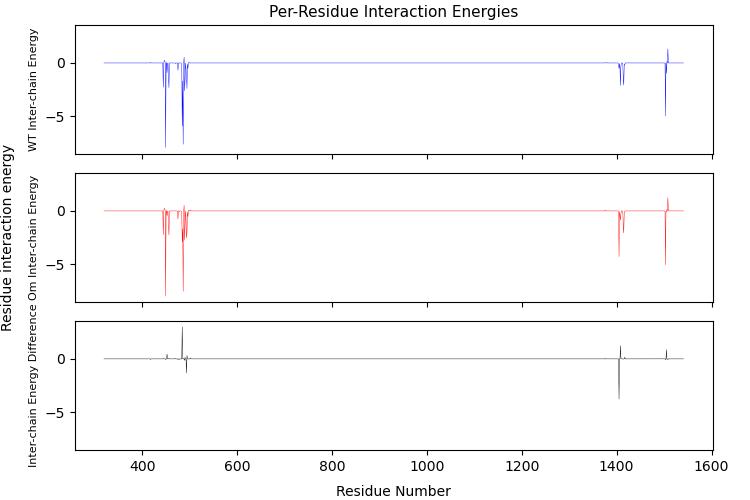 Per-Residue Interaction Energies
Residue interaction energy
WT Inter-chain Energy
0
−5
Om Inter-chain Energy
0
−5
Inter-chain Energy Difference
0
−5
400 600 800 1000 1200 1400 1600
Residue Number